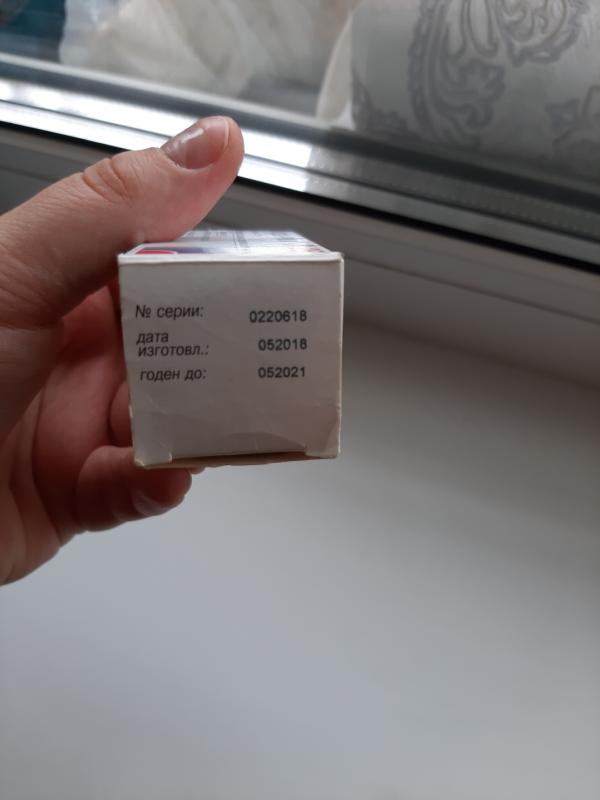 № серии: 0220618
дата
изготовл.: 052018
годен до: 052021